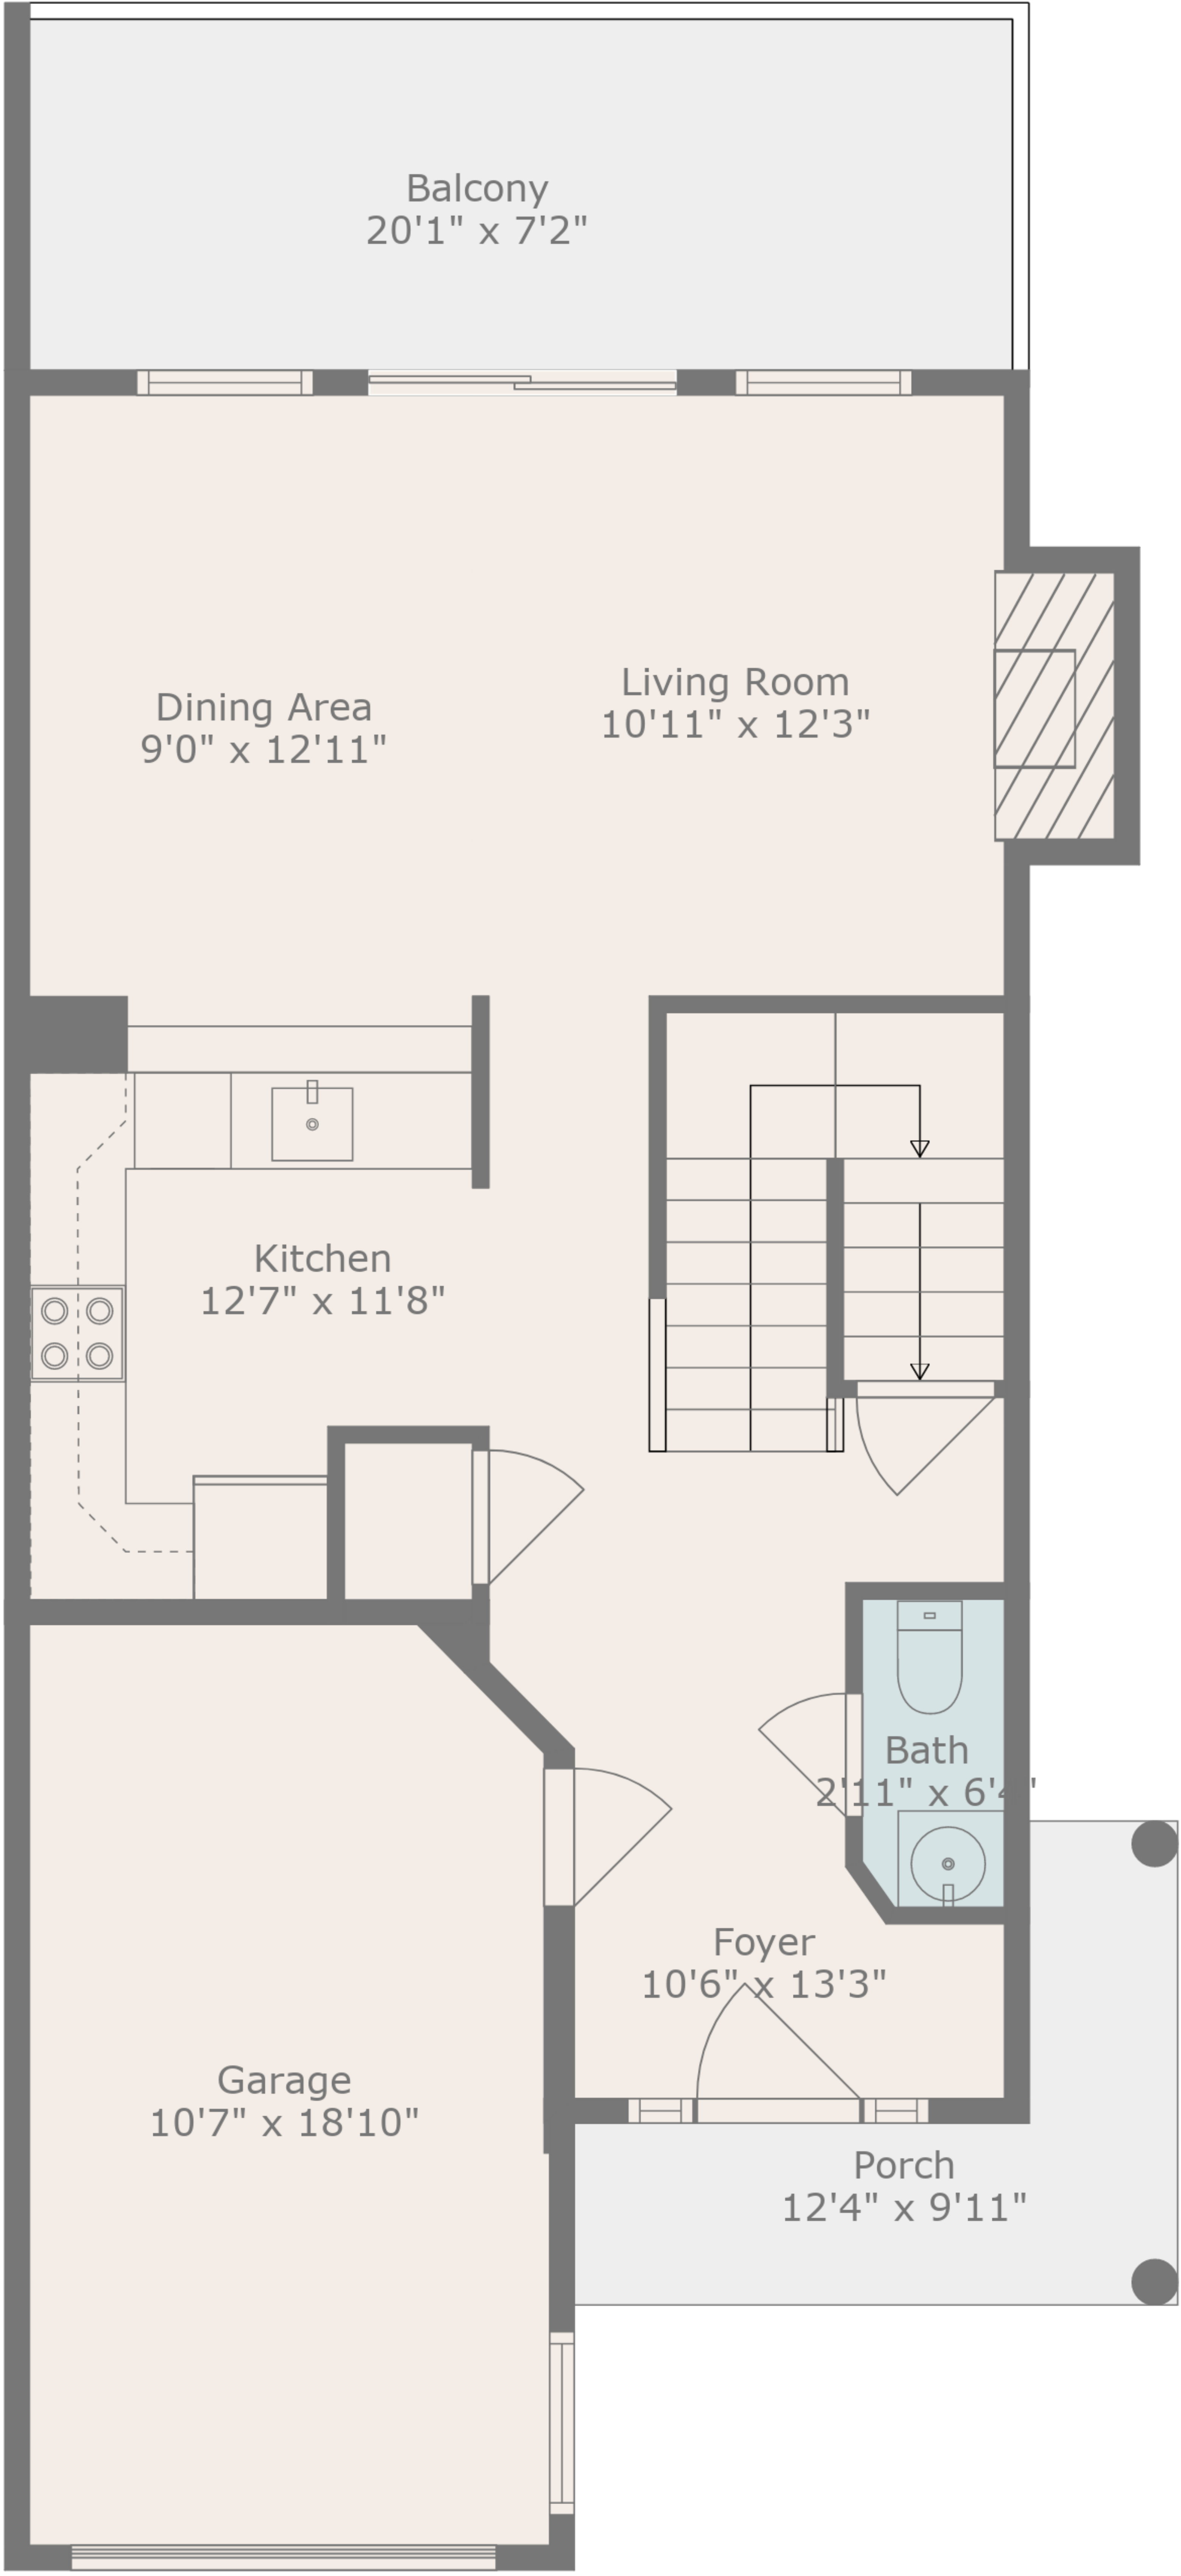 Balcony
20'1" x 7'2"
Living Room
10'11" x 12'3"
Dining Area
9'0" x 12'11"
Kitchen
12'7" x 11'8"
Bath
2'11" x 6'4"
Foyer
10'6" x 13'3"
Garage
10'7" x 18'10"
Porch
12'4" x 9'11"